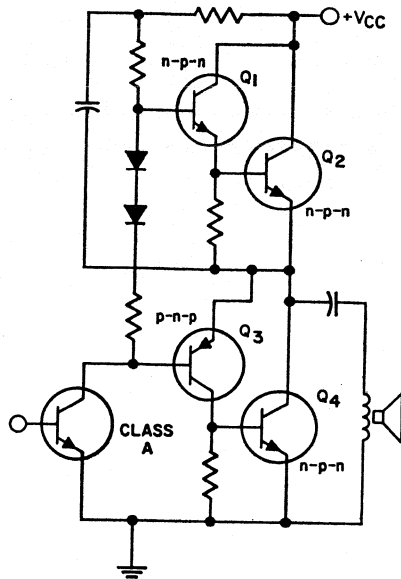 +VCC
n-p-n
Q1
Q2
n-p-n
p-n-p
Q3
Q4
CLASS
A
n-p-n